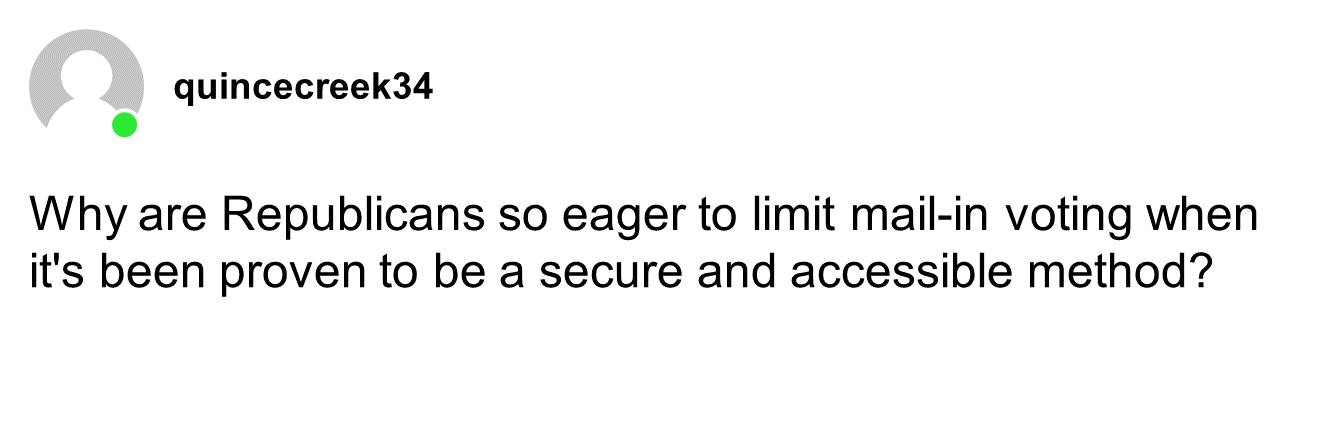 quincecreek34
Why are Republicans so eager to limit mail-in voting when
it's been proven to be a secure and accessible method?